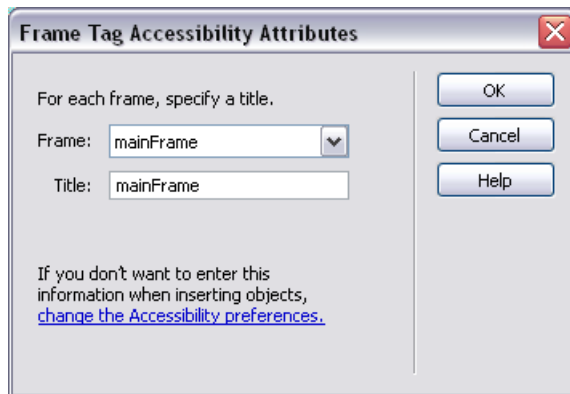 Frame Tag Accessibility Attributes
For each frame, specify a title.
Frame: mainFrame
Title: mainFrame
If you don't want to enter this
information when inserting objects,
change the Accessibility preferences.
OK
Cancel
Help